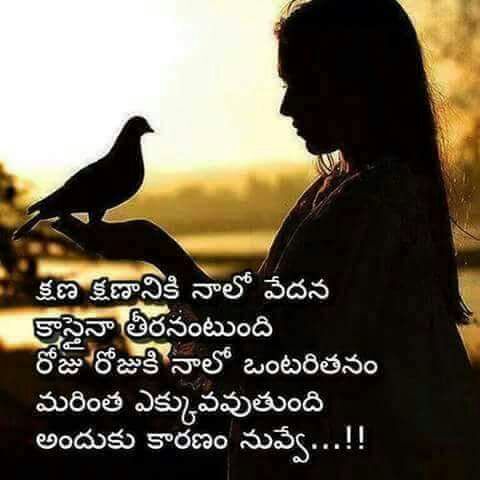 క్షణ క్షణానికి నాలో వేదన
కాస్తైనా తీరనంటుంది
రోజు రోజుకి నాలో ఒంటరితనం
మరింత ఎక్కువవుతుంది
అందుకు కారణం నువ్వే...!!